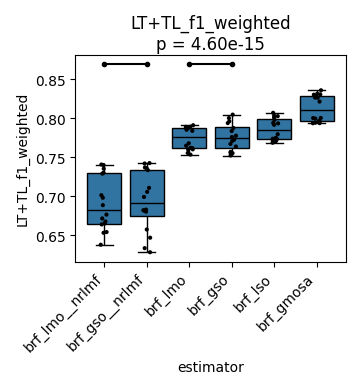 LT+TL_f1_weighted
p = 4.60e-15
LT+TL_f1_weighted
0.85
0.80
0.75
0.70
0.65
brf_lmo__nrlmf
brf_gso__nrlmf
brf_lmo
brf_gso
brf_lso
brf_gmosa
estimator